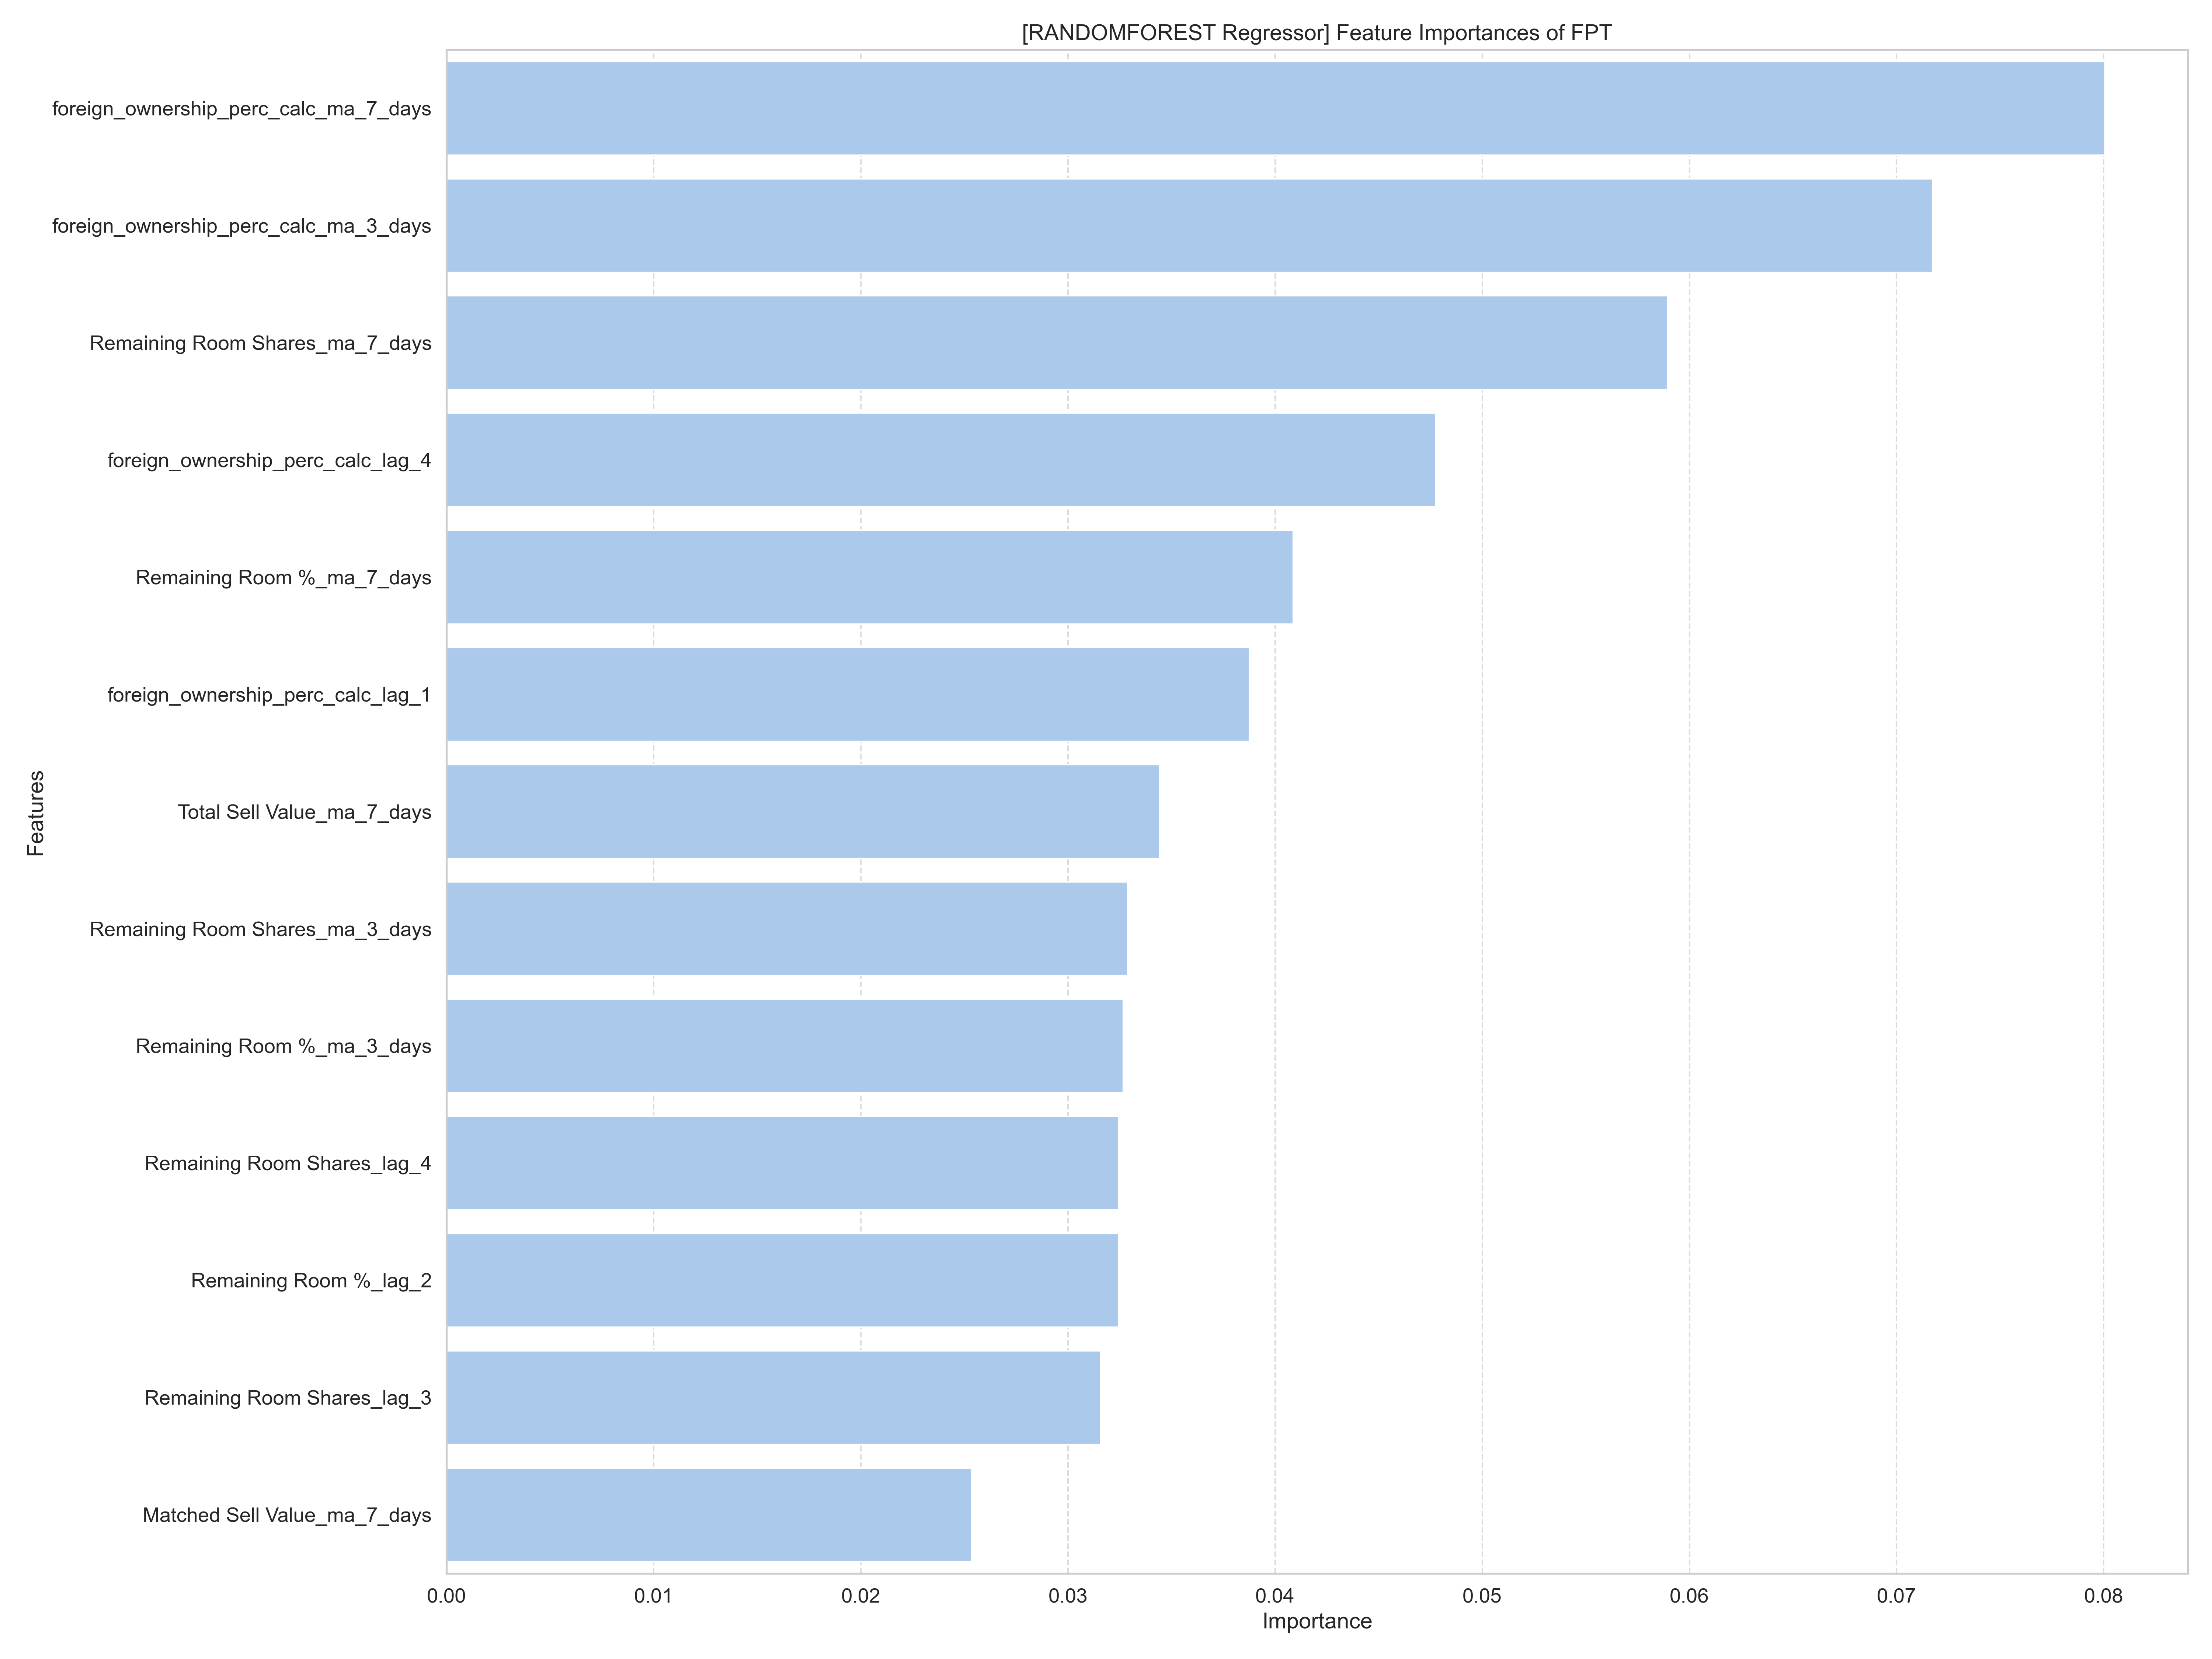 [RANDOMFOREST Regressor] Feature Importances of FPT
foreign_ownership_perc_calc_ma_7_days
foreign_ownership_perc_calc_ma_3_days
Remaining Room Shares_ma_7_days
foreign_ownership_perc_calc_lag_4
Remaining Room %_ma_7_days
foreign_ownership_perc_calc_lag_1
Total Sell Value_ma_7_days
Remaining Room Shares_ma_3_days
Remaining Room %_ma_3_days
Remaining Room Shares_lag_4
Remaining Room %_lag_2
Remaining Room Shares_lag_3
Matched Sell Value_ma_7_days
Features
0.00 0.01 0.02 0.03 0.04 0.05 0.06 0.07 0.08
Importance